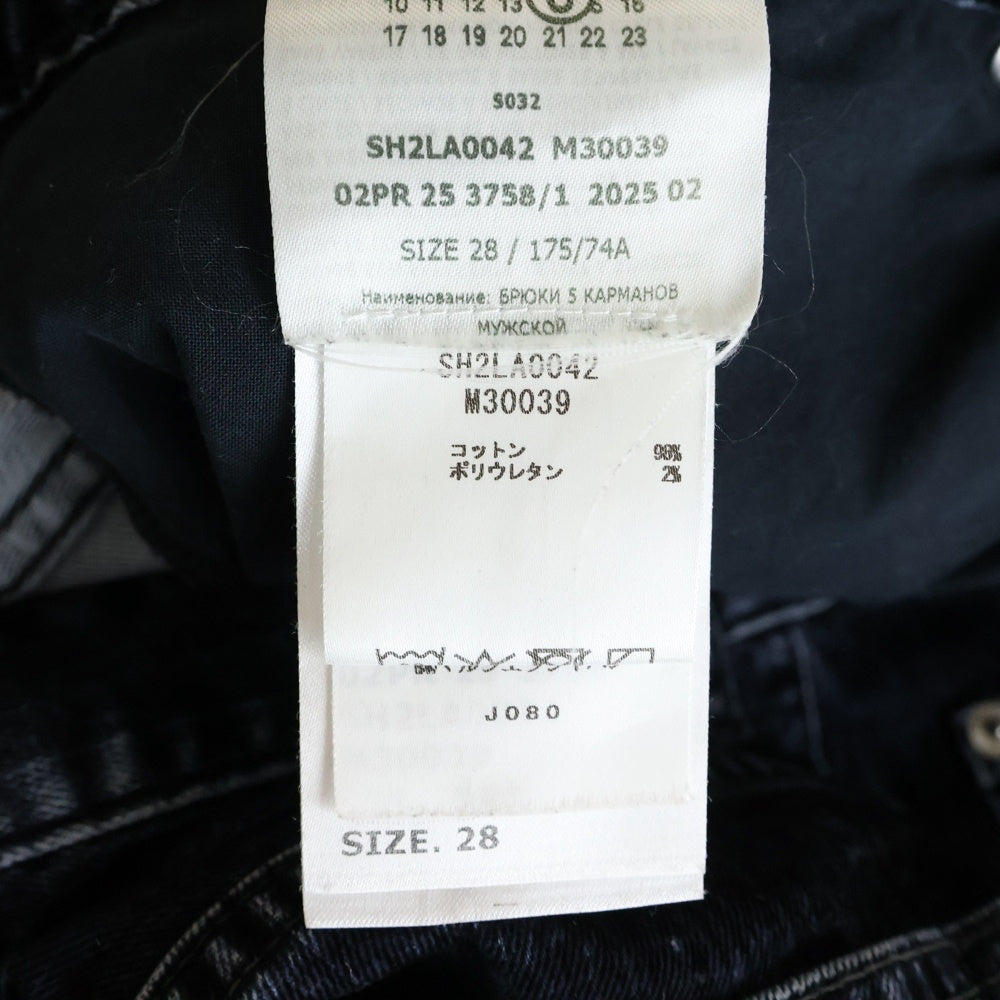 10 11 12 13 16
17 18 19 20 21 22 23
S032
SH2LA0042 M30039
02PR 25 3758/1 2025 02
SIZE 28 / 175/74A
Наименование: БРЮКИ 5 КАРМАНОВ
МУЖСКОЙ
SH2LA0042
M30039
コットン 98%
ポリウレタン 2%
J080
SIZE. 28